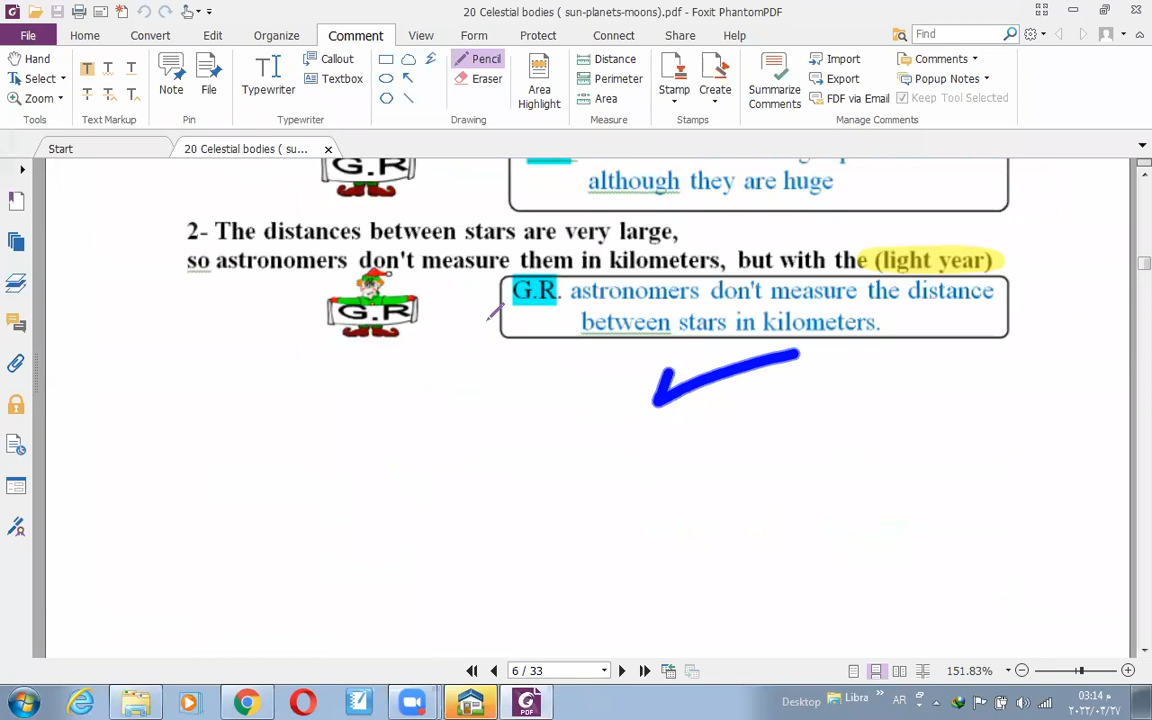 20 Celestial bodies ( sun-planets-moons).pdf - Foxit PhantomPDF
File Home Convert Edit Organize Comment View Form Protect Connect Share Help Find
Hand
Select
Zoom
Tools
Text Markup
Note
File
Pin
Typewriter
Callout
Textbox
Typewriter
Pencil
Eraser
Drawing
Area Highlight
Distance
Perimeter
Area
Measure
Stamp
Create
Stamps
Summarize Comments
Import
Export
FDF via Email
Comments
Popup Notes
Keep Tool Selected
Manage Comments
Start
20 Celestial bodies ( su...
G.R
although they are huge
2- The distances between stars are very large,
so astronomers don't measure them in kilometers, but with the (light year)
G.R
G.R. astronomers don't measure the distance
between stars in kilometers.
6 / 33
151.83%
Desktop Libra AR
م 03:14
٢٠٢٢/٠٣/٢٧